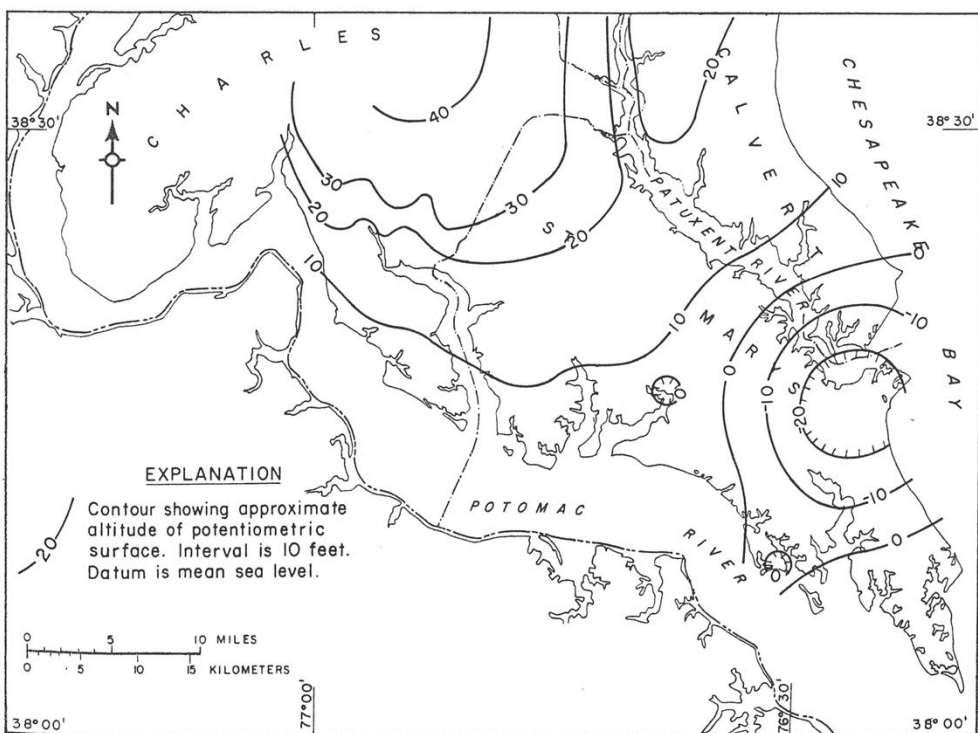 CHARLES
ST. MARYS
CALVERT
CHESAPEAKE
BAY
PATUXENT RIVER
POTOMAC
RIVER
N
38°30'
38°30'
40
30
30
20
20
20
10
10
10
0
0
0
0
0
-10
-10
-10
-20
EXPLANATION
20
Contour showing approximate
altitude of potentiometric
surface. Interval is 10 feet.
Datum is mean sea level.
0 5 10 MILES
0 5 10 15 KILOMETERS
38°00'
77°00'
76°30'
38°00'